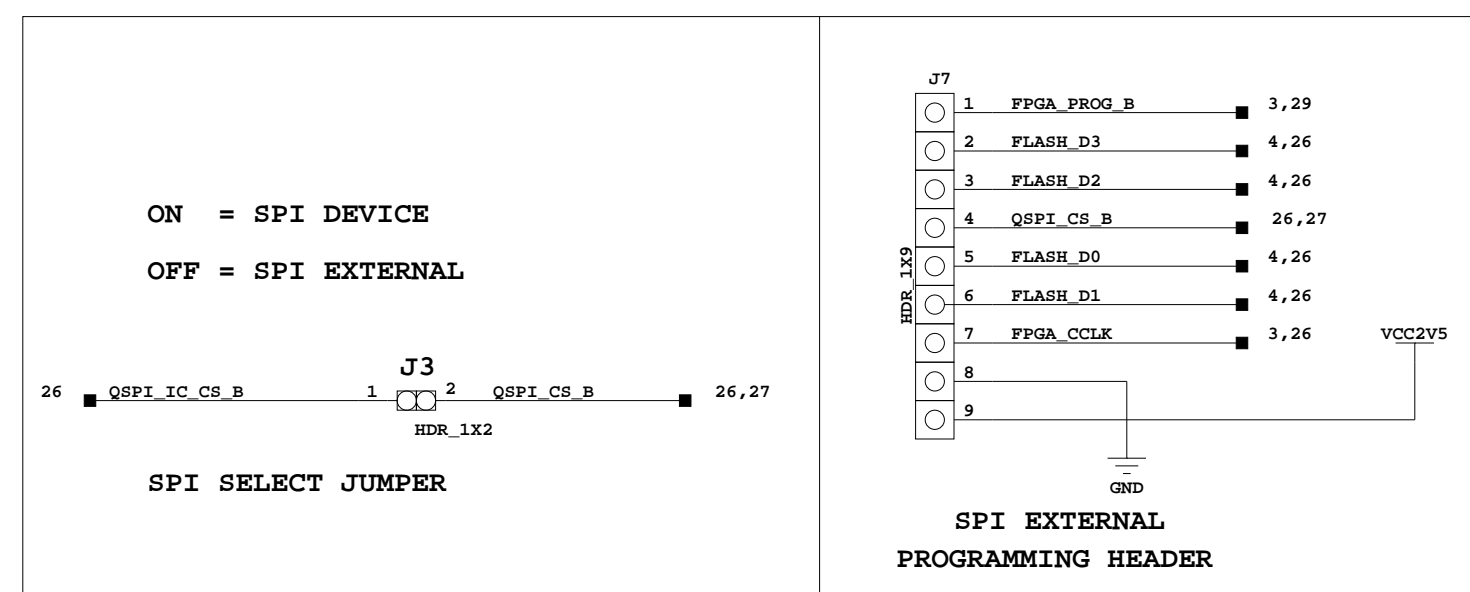 ON = SPI DEVICE
OFF = SPI EXTERNAL
J3
26 QSPI_IC_CS_B 1 2 QSPI_CS_B 26,27
HDR_1X2
SPI SELECT JUMPER
J7
1 FPGA_PROG_B 3,29
2 FLASH_D3 4,26
3 FLASH_D2 4,26
4 QSPI_CS_B 26,27
5 FLASH_D0 4,26
6 FLASH_D1 4,26
7 FPGA_CCLK 3,26
8
9
HDR_1X9
VCC2V5
GND
SPI EXTERNAL
PROGRAMMING HEADER